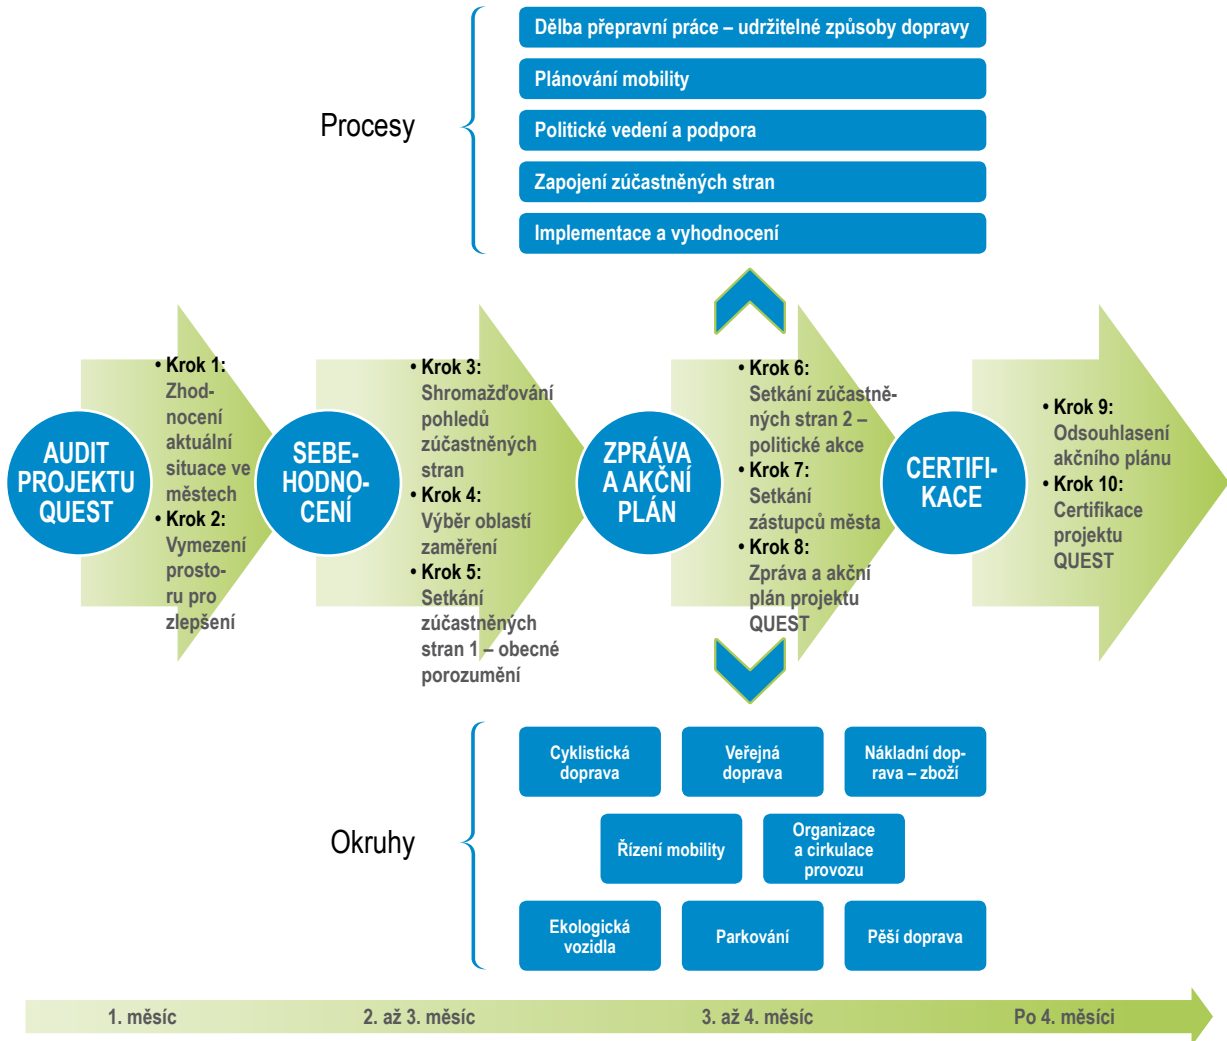 Procesy
Dělba přepravní práce – udržitelné způsoby dopravy
Plánování mobility
Politické vedení a podpora
Zapojení zúčastněných stran
Implementace a vyhodnocení
AUDIT
PROJEKTU
QUEST
• Krok 1:
Zhod-
nocení
aktuální
situace ve
městech
• Krok 2:
Vymezení
prosto-
ru pro
zlepšení
SEBE-
HODNO-
CENÍ
• Krok 3:
Shromažďování
pohledů
zúčastněných
stran
• Krok 4:
Výběr oblastí
zaměření
• Krok 5:
Setkání
zúčastněných
stran 1 – obecné
porozumění
ZPRÁVA
A AKČNÍ
PLÁN
• Krok 6:
Setkání zúčastně-
ných stran 2 –
politické akce
• Krok 7:
Setkání
zástupců města
• Krok 8:
Zpráva a akční
plán projektu
QUEST
CERTIFI-
KACE
• Krok 9:
Odsouhlasení
akčního plánu
• Krok 10:
Certifikace
projektu
QUEST
Okruhy
Cyklistická
doprava
Veřejná
doprava
Nákladní dop-
rava – zboží
Řízení mobility
Organizace
a cirkulace
provozu
Ekologická
vozidla
Parkování
Pěší doprava
1. měsíc
2. až 3. měsíc
3. až 4. měsíc
Po 4. měsíci